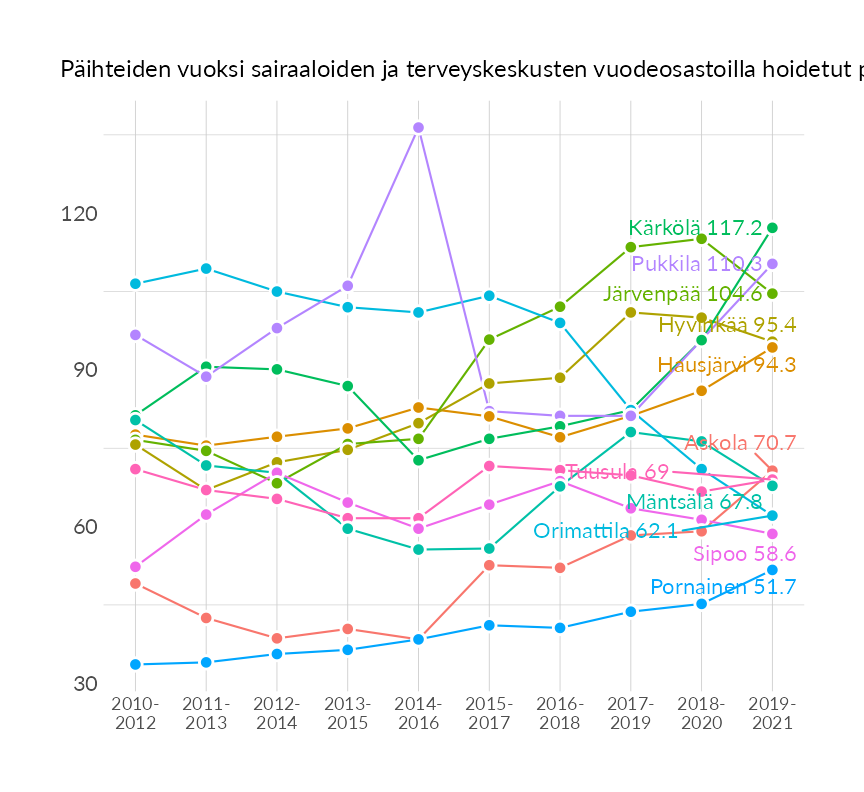 Päihteiden vuoksi sairaaloiden ja terveyskeskusten vuodeosastoilla hoidetut
120
90
60
30
Kärkölä 117.2
Pukkila 110.3
Järvenpää 104.6
Hyvinkää 95.4
Hausjärvi 94.3
Askola 70.7
Tuusula 69
Mäntsälä 67.8
Orimattila 62.1
Sipoo 58.6
Pornainen 51.7
2010- 2011- 2012- 2013- 2014- 2015- 2016- 2017- 2018- 2019-
2012 2013 2014 2015 2016 2017 2018 2019 2020 2021